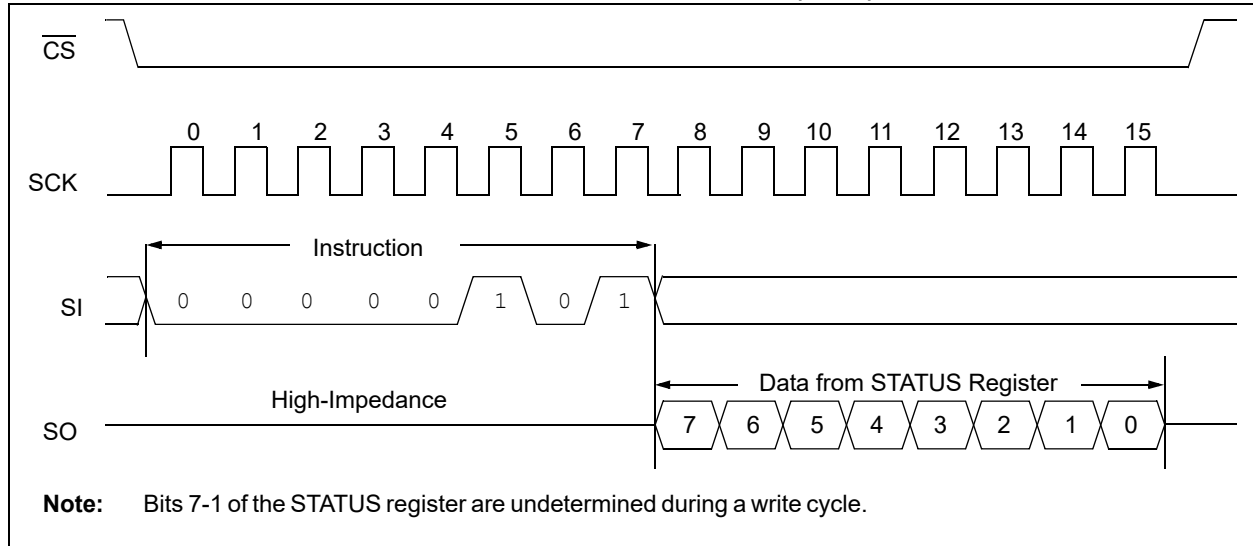 CS
0 1 2 3 4 5 6 7 8 9 10 11 12 13 14 15
SCK
Instruction
SI 0 0 0 0 0 1 0 1
Data from STATUS Register
High-Impedance
SO 7 6 5 4 3 2 1 0
Note: Bits 7-1 of the STATUS register are undetermined during a write cycle.